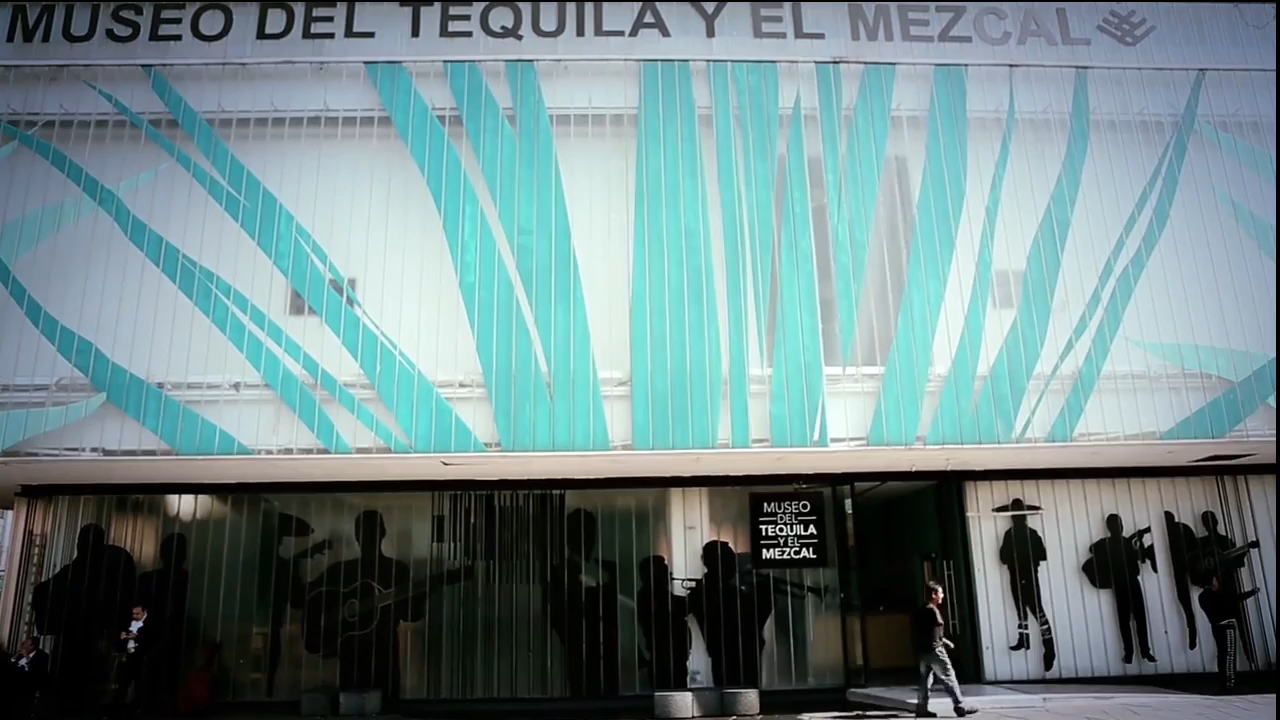 MUSEO DEL TEQUILA Y EL MEZCAL
MUSEO
DEL
TEQUILA
Y EL
MEZCAL